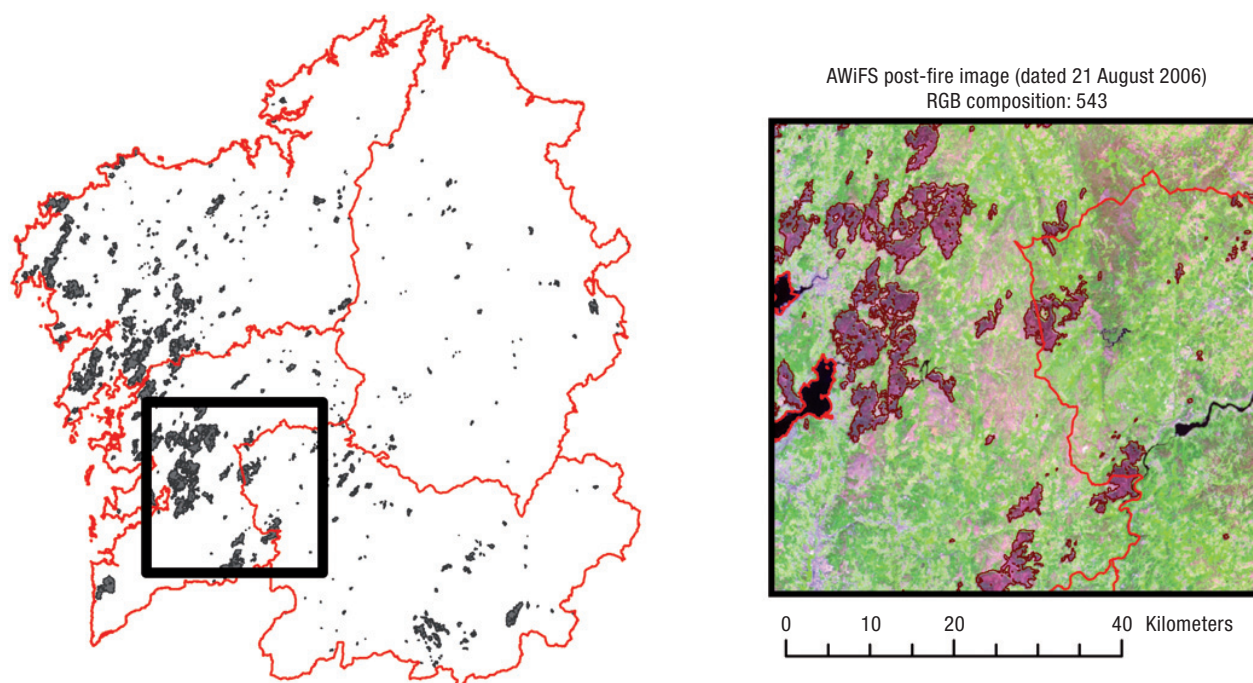 AWiFS post-fire image (dated 21 August 2006)
RGB composition: 543
0 10 20 40 Kilometers